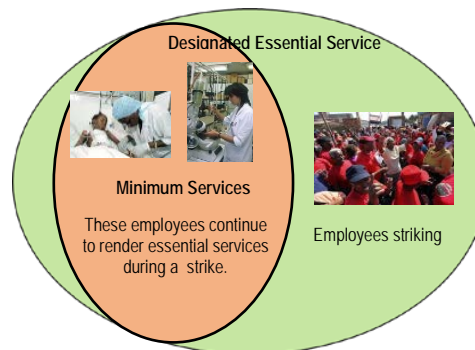 Designated Essential Service
Minimum Services
These employees continue
to render essential services
during a strike.
Employees striking